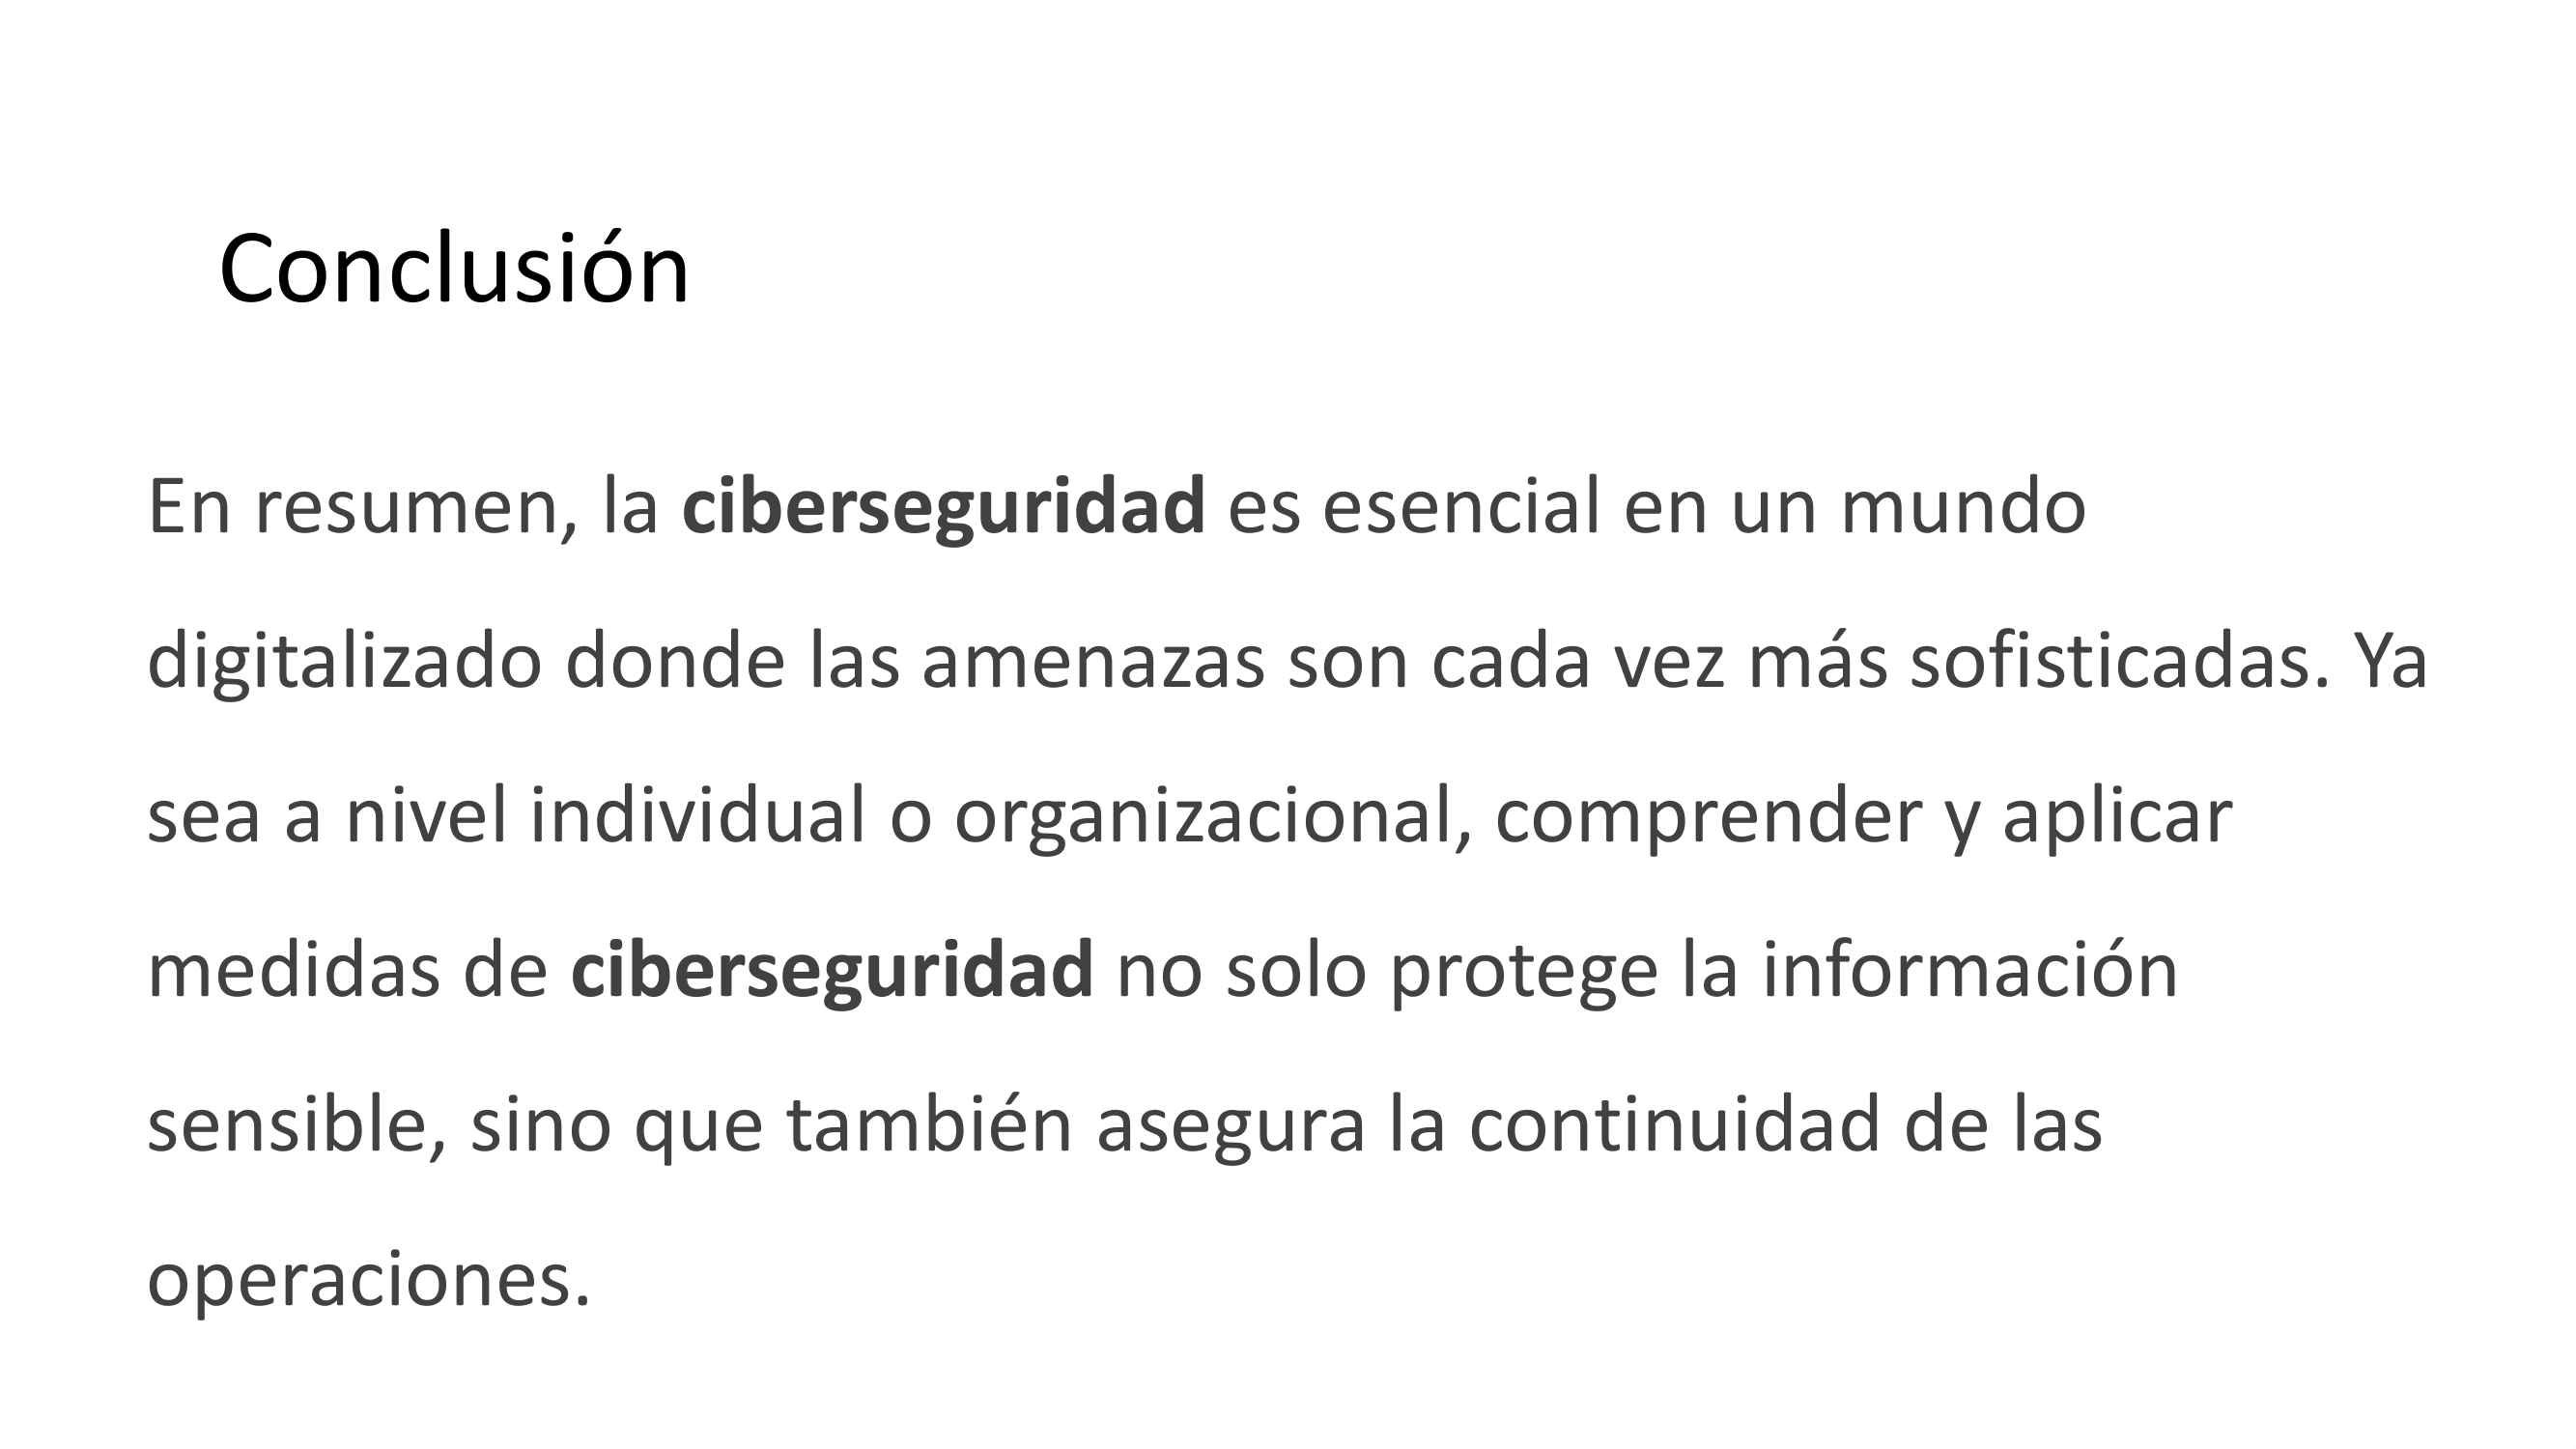 Conclusión
En resumen, la ciberseguridad es esencial en un mundo
digitalizado donde las amenazas son cada vez más sofisticadas. Ya
sea a nivel individual o organizacional, comprender y aplicar
medidas de ciberseguridad no solo protege la información
sensible, sino que también asegura la continuidad de las
operaciones.